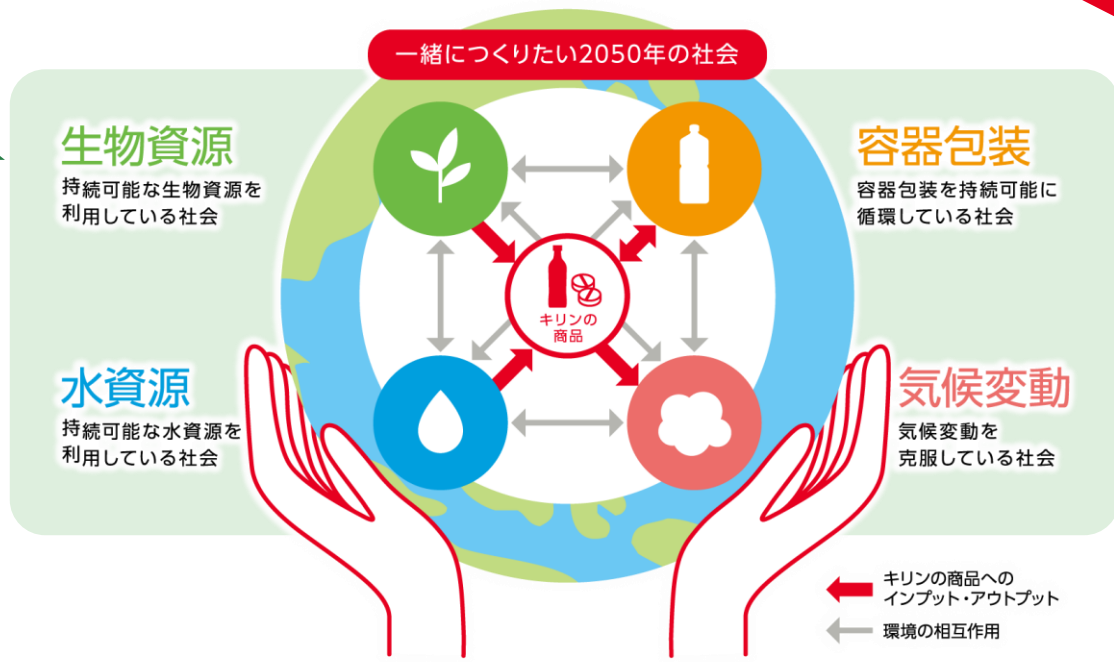 一緒につくりたい2050年の社会
生物資源
持続可能な生物資源を
利用している社会
容器包装
容器包装を持続可能に
循環している社会
キリンの
商品
水資源
持続可能な水資源を
利用している社会
気候変動
気候変動を
克服している社会
キリンの商品への
インプット・アウトプット
環境の相互作用